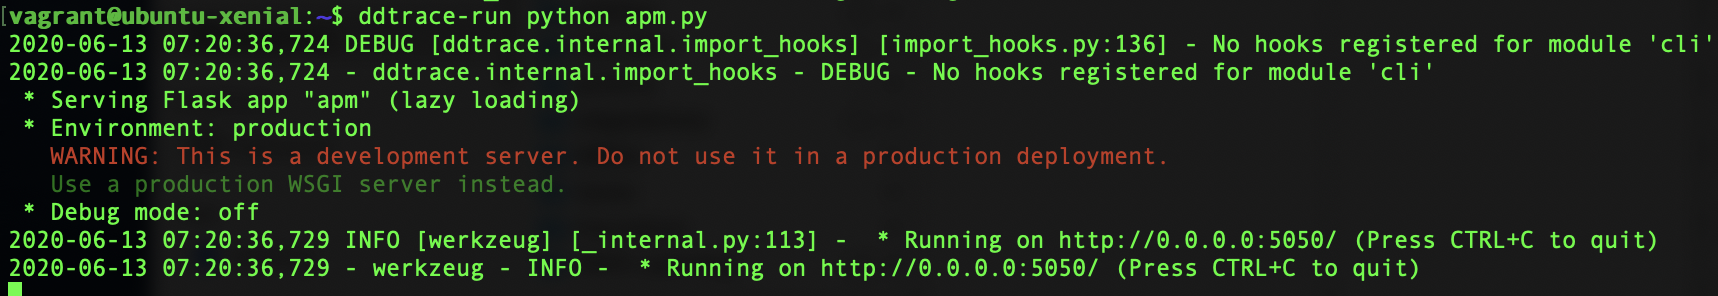 [vagrant@ubuntu-xenial:~$ ddtrace-run python apm.py
2020-06-13 07:20:36,724 DEBUG [ddtrace.internal.import_hooks] [import_hooks.py:136] - No hooks registered for module 'cli'
2020-06-13 07:20:36,724 - ddtrace.internal.import_hooks - DEBUG - No hooks registered for module 'cli'
 * Serving Flask app "apm" (lazy loading)
 * Environment: production
   WARNING: This is a development server. Do not use it in a production deployment.
   Use a production WSGI server instead.
 * Debug mode: off
2020-06-13 07:20:36,729 INFO [werkzeug] [_internal.py:113] -  * Running on http://0.0.0.0:5050/ (Press CTRL+C to quit)
2020-06-13 07:20:36,729 - werkzeug - INFO -  * Running on http://0.0.0.0:5050/ (Press CTRL+C to quit)